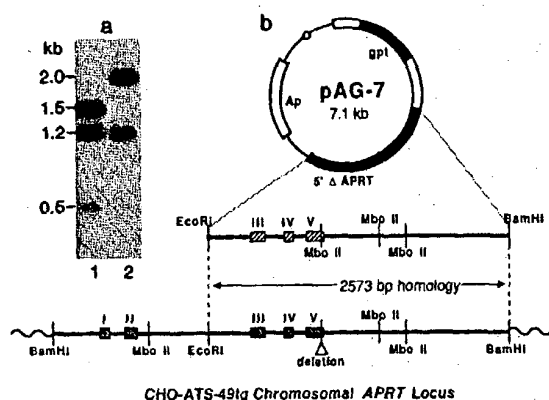 a
kb
2.0
1.5
1.2
0.5
1 2
b
gpt
Ap
pAG-7
7.1 kb
5' Δ APRT
EcoRI
III IV V
Mbo II
Mbo II
Mbo II
BamHI
2573 bp homology
I II III IV V
Mbo II
BamHI
Mbo II
EcoRI
deletion
Mbo II
BamHI
CHO-ATS-49tg Chromosomal APRT Locus